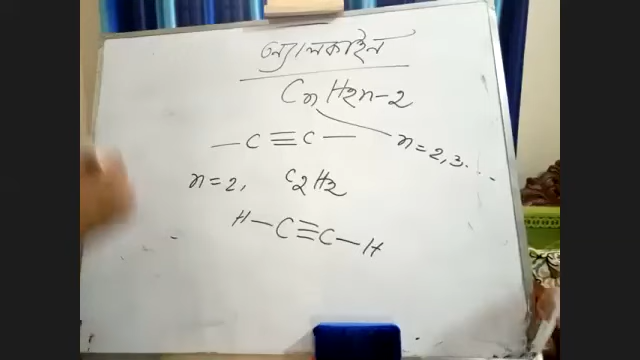 অ্যালকাইন
CnH2n-2
— C ≡ C —
n = 2, 3 . . . .
n = 2, C2H2
H — C ≡ C — H